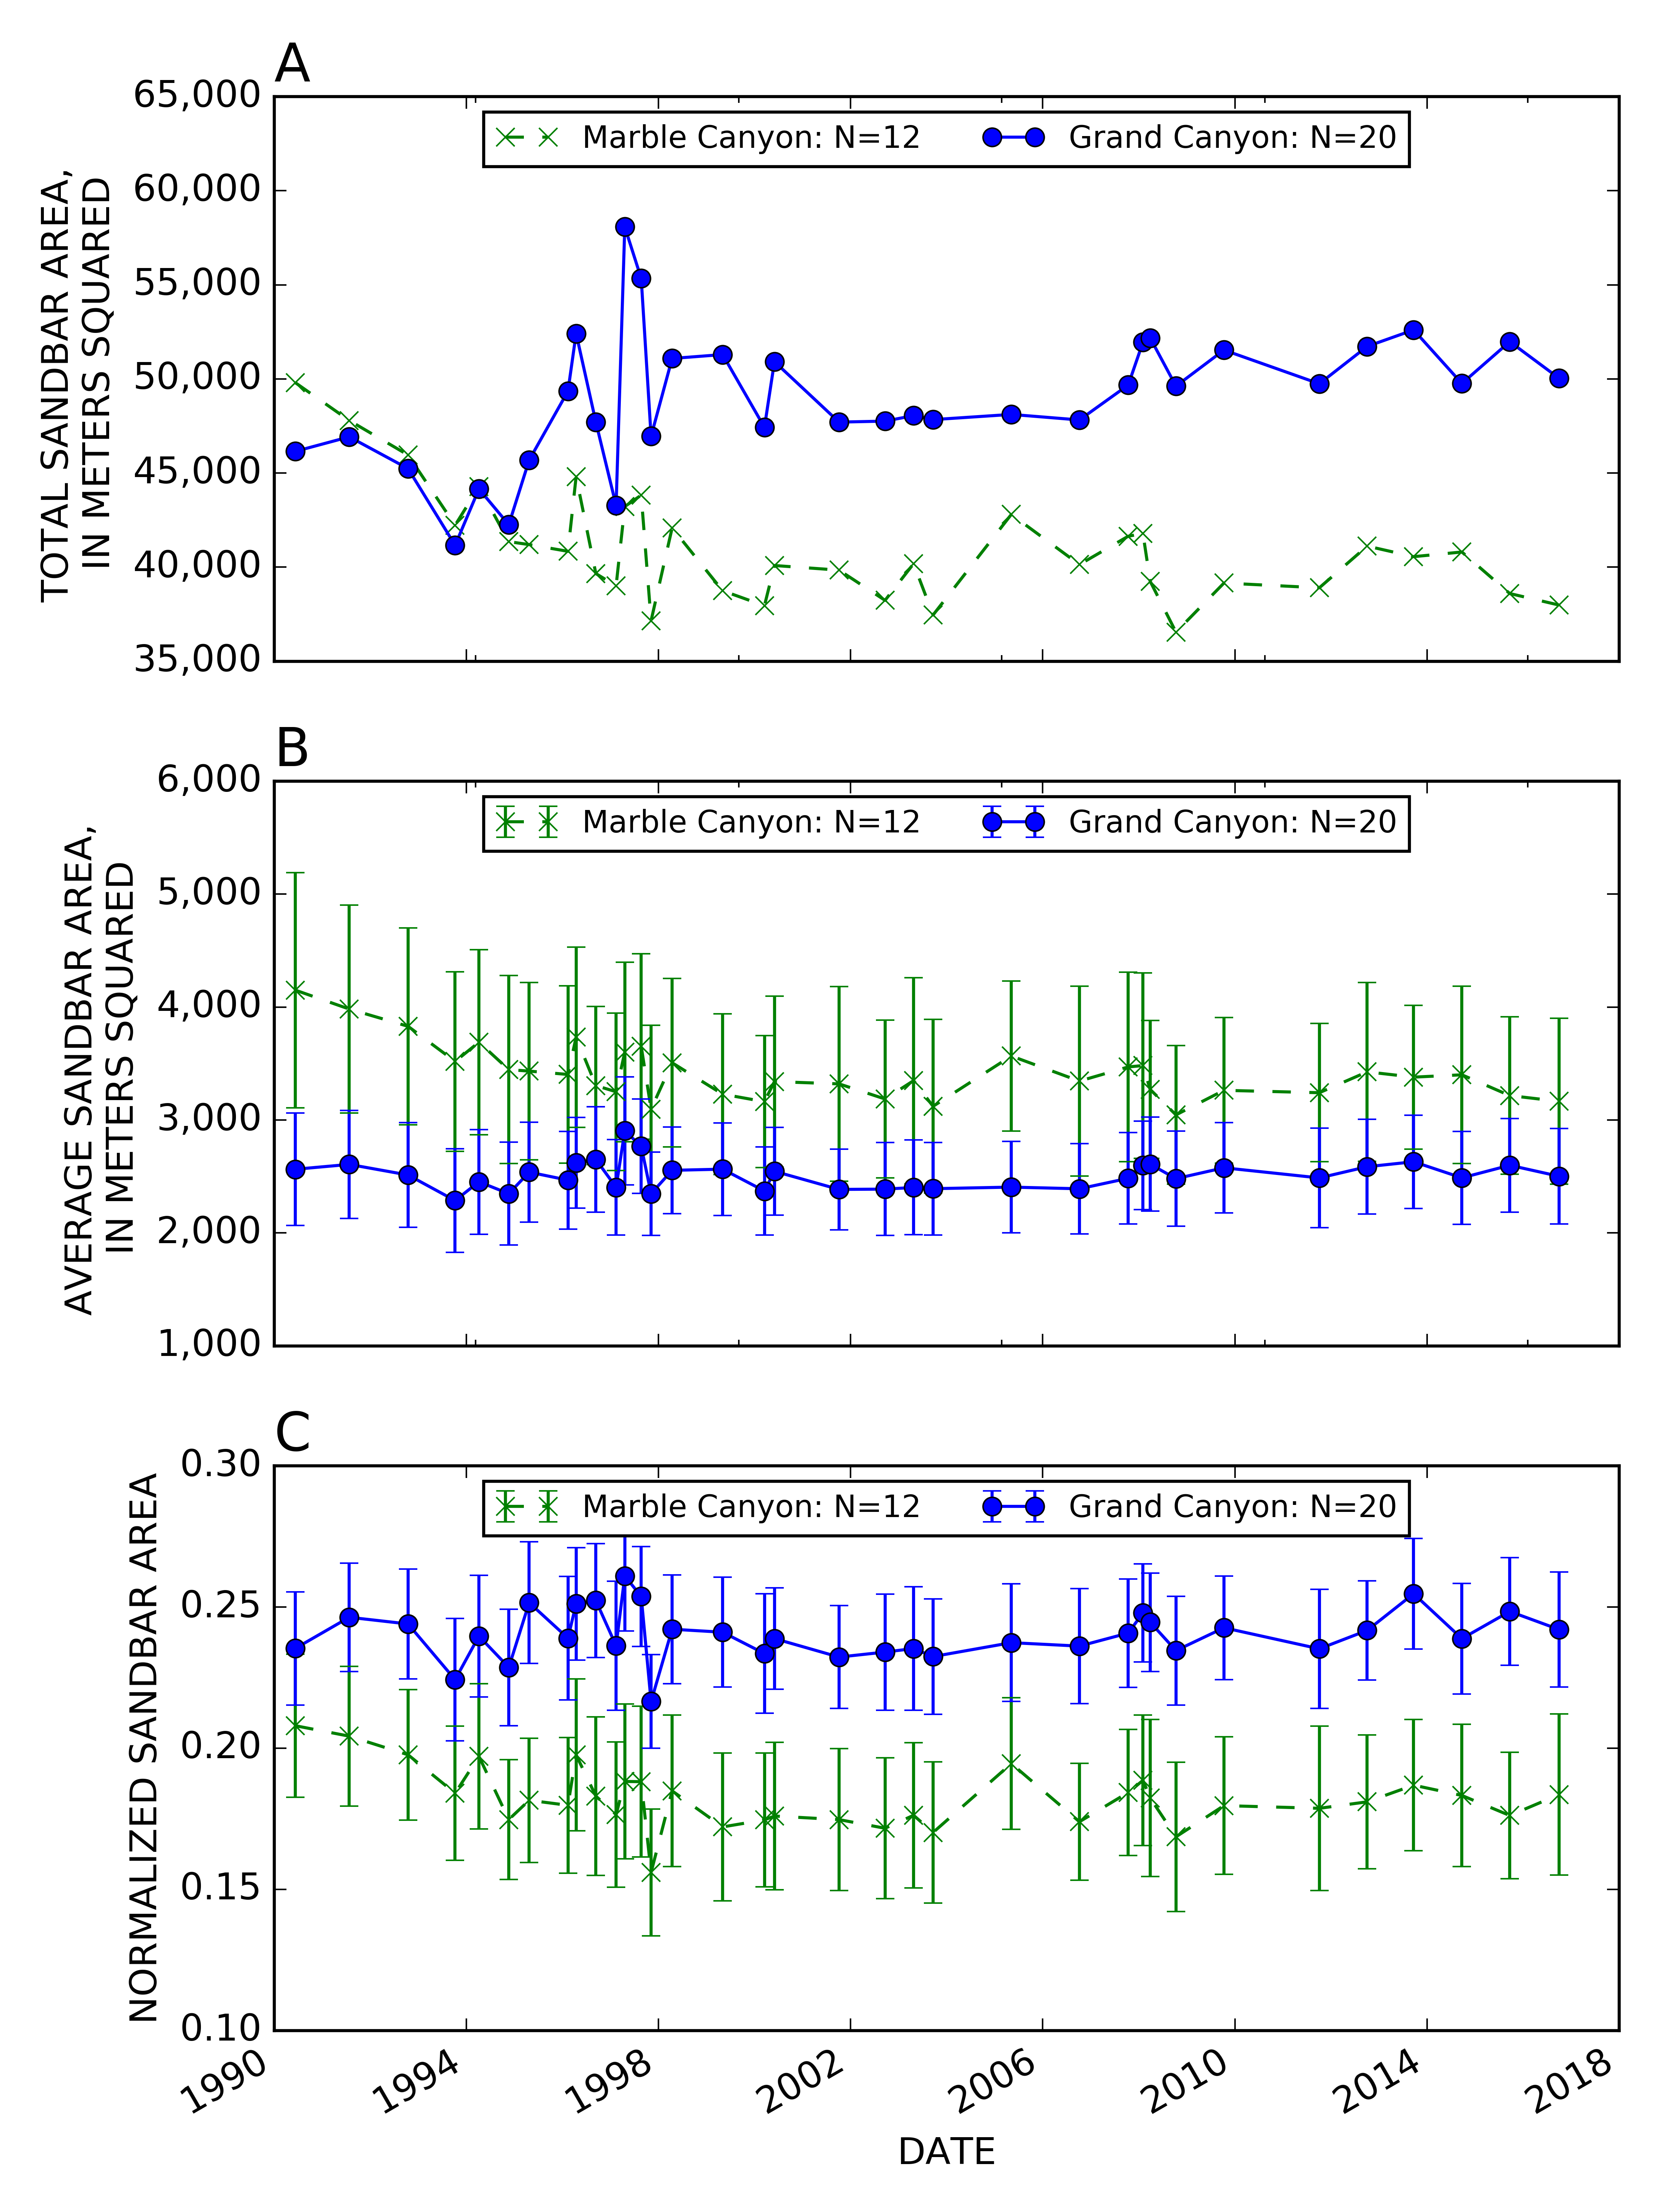 A
65,000
60,000
55,000
50,000
45,000
40,000
35,000
TOTAL SANDBAR AREA,
IN METERS SQUARED
Marble Canyon: N=12
Grand Canyon: N=20
B
6,000
5,000
4,000
3,000
2,000
1,000
AVERAGE SANDBAR AREA,
IN METERS SQUARED
Marble Canyon: N=12
Grand Canyon: N=20
C
0.30
0.25
0.20
0.15
0.10
NORMALIZED SANDBAR AREA
Marble Canyon: N=12
Grand Canyon: N=20
1990
1994
1998
2002
2006
2010
2014
2018
DATE